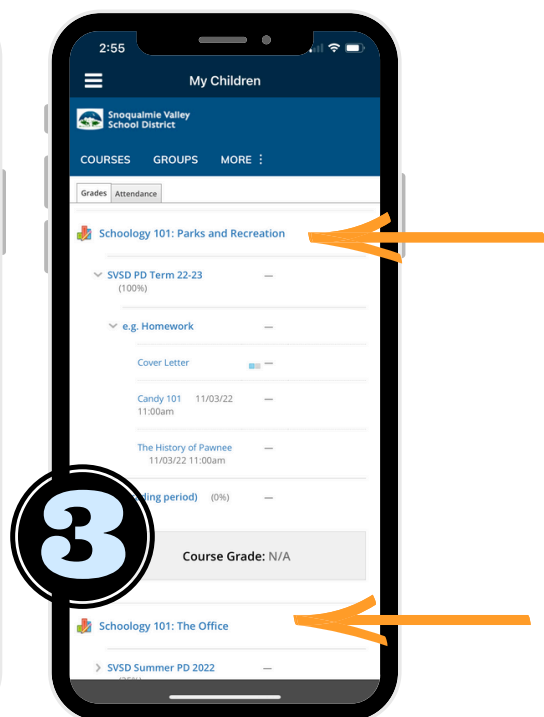 2:55
My Children
Snoqualmie Valley
School District
COURSES GROUPS MORE
Grades Attendance
Schoology 101: Parks and Recreation
SVSD PD Term 22-23 —
(100%)
e.g. Homework —
Cover Letter —
Candy 101 11/03/22 —
11:00am
The History of Pawnee —
11/03/22 11:00am
period) (0%) —
3
Course Grade: N/A
Schoology 101: The Office
SVSD Summer PD 2022 —